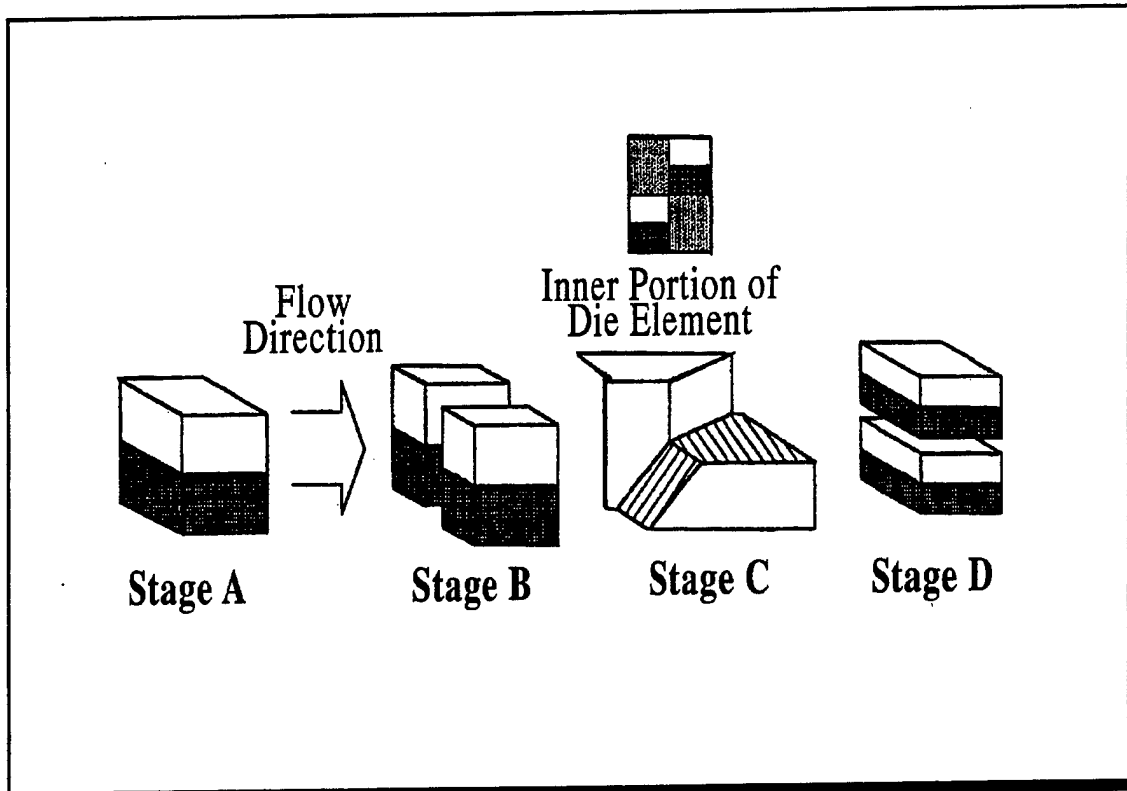 Flow
Direction
Inner Portion of
Die Element
Stage A
Stage B
Stage C
Stage D